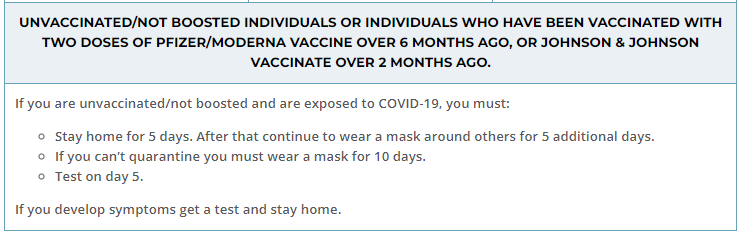 UNVACCINATED/NOT BOOSTED INDIVIDUALS OR INDIVIDUALS WHO HAVE BEEN VACCINATED WITH
TWO DOSES OF PFIZER/MODERNA VACCINE OVER 6 MONTHS AGO, OR JOHNSON & JOHNSON
VACCINATE OVER 2 MONTHS AGO.
If you are unvaccinated/not boosted and are exposed to COVID-19, you must:
○ Stay home for 5 days. After that continue to wear a mask around others for 5 additional days.
○ If you can't quarantine you must wear a mask for 10 days.
○ Test on day 5.
If you develop symptoms get a test and stay home.